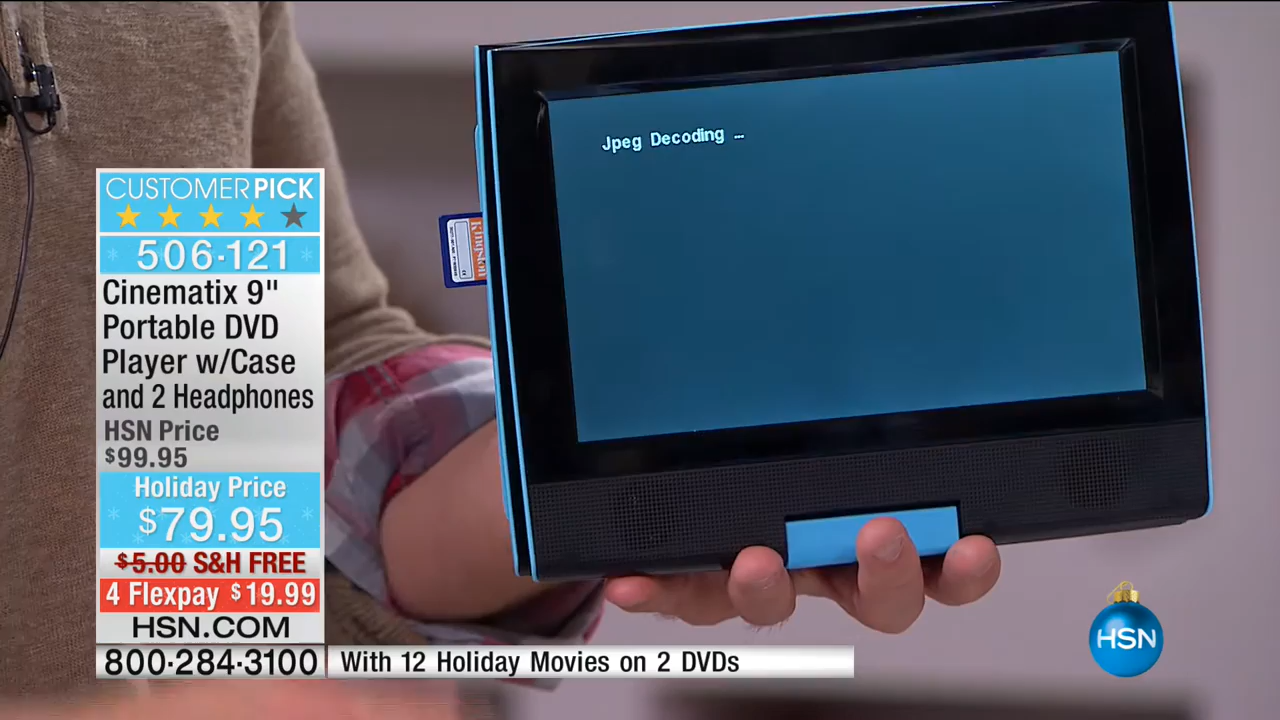 Jpeg Decoding ...
CUSTOMER PICK
506-121
Kingston
Cinematix 9"
Portable DVD
Player w/Case
and 2 Headphones
HSN Price
$99.95
Holiday Price
$79.95
$5.00 S&H FREE
4 Flexpay $19.99
HSN.COM
800-284-3100
With 12 Holiday Movies on 2 DVDs
HSN